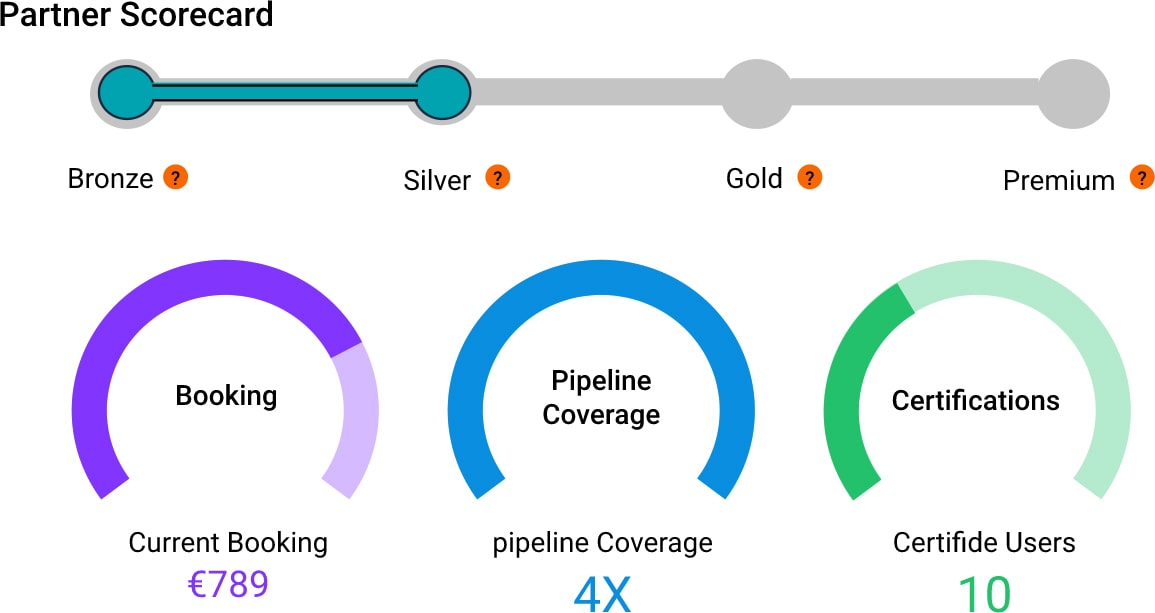 Partner Scorecard
Bronze ?
Silver ?
Gold ?
Premium ?
Booking
Pipeline
Coverage
Certifications
Current Booking
€789
pipeline Coverage
4X
Certifide Users
10